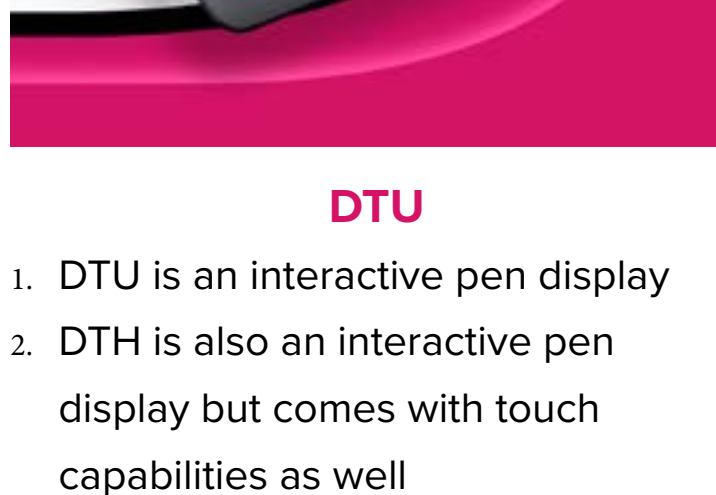 DTU
1. DTU is an interactive pen display
2. DTH is also an interactive pen
display but comes with touch
capabilities as well